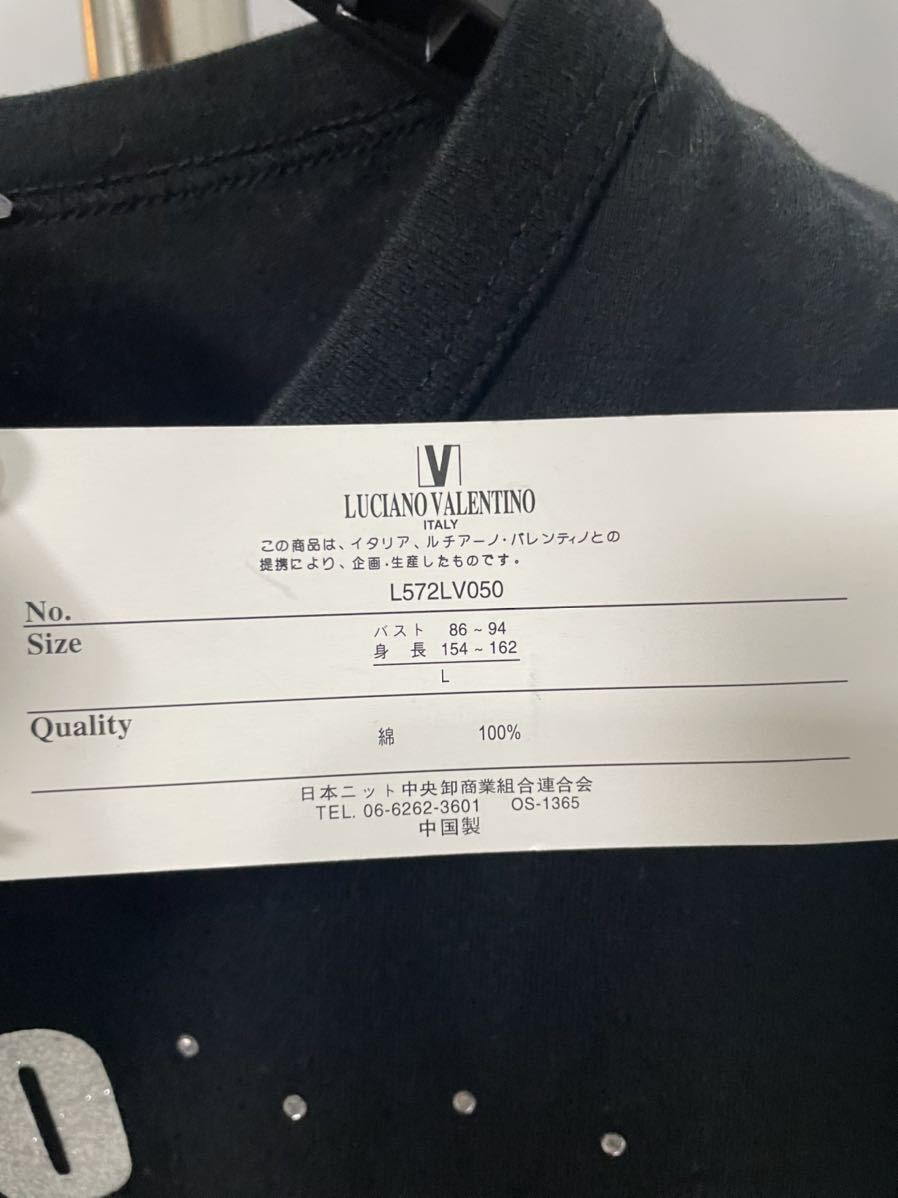 V
LUCIANO VALENTINO
ITALY
この商品は、イタリア、ルチアーノ・バレンティノとの
提携により、企画・生産したものです。
No. L572LV050
Size バスト 86~94
身長 154~162
L
Quality 綿 100%
日本ニット中央卸商業組合連合会
TEL. 06-6262-3601 OS-1365
中国製